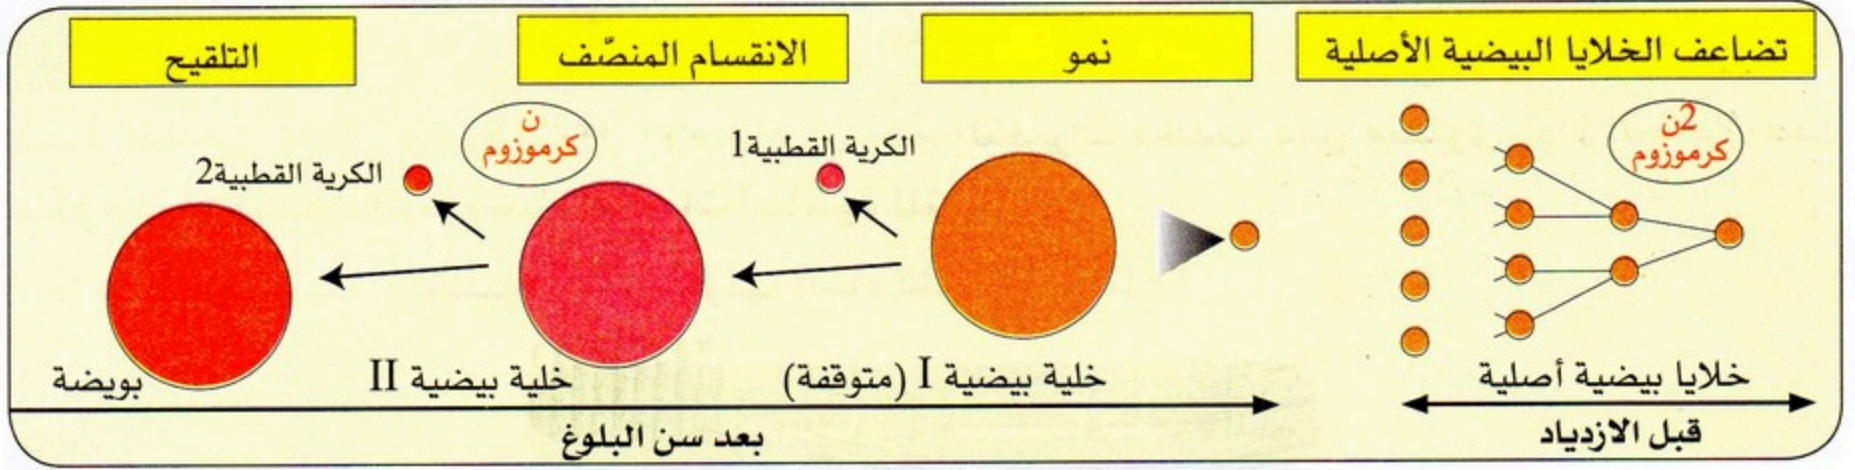 تضاعف الخلايا البيضية الأصلية
نمو
الانقسام المنصّف
التلقيح
2ن
كرموزوم
الكرية القطبية1
ن
كرموزوم
الكرية القطبية2
خلايا بيضية أصلية
خلية بيضية I (متوقفة)
خلية بيضية II
بويضة
قبل الازدياد
بعد سن البلوغ